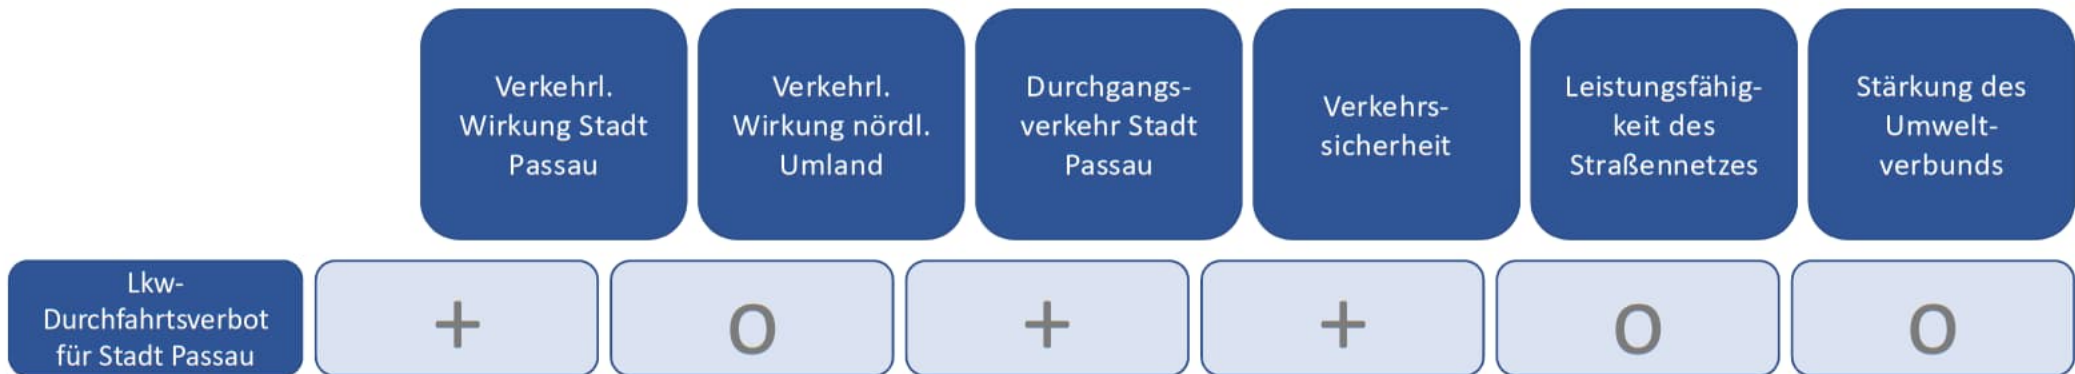 Verkehrl.
Wirkung Stadt
Passau
Verkehrl.
Wirkung nördl.
Umland
Durchgangs-
verkehr Stadt
Passau
Verkehrs-
sicherheit
Leistungsfähig-
keit des
Straßennetzes
Stärkung des
Umwelt-
verbunds
Lkw-
Durchfahrtsverbot
für Stadt Passau
+
o
+
+
o
o